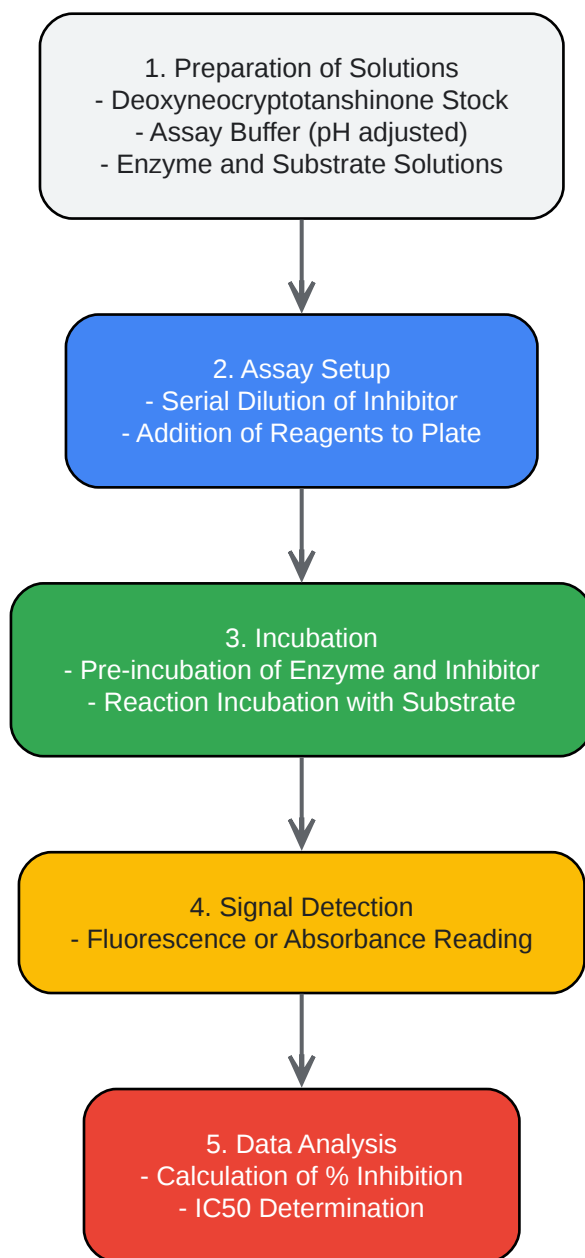 1. Preparation of Solutions
- Deoxyneocryptotanshinone Stock
- Assay Buffer (pH adjusted)
- Enzyme and Substrate Solutions
2. Assay Setup
- Serial Dilution of Inhibitor
- Addition of Reagents to Plate
3. Incubation
- Pre-incubation of Enzyme and Inhibitor
- Reaction Incubation with Substrate
4. Signal Detection
- Fluorescence or Absorbance Reading
5. Data Analysis
- Calculation of % Inhibition
- IC50 Determination